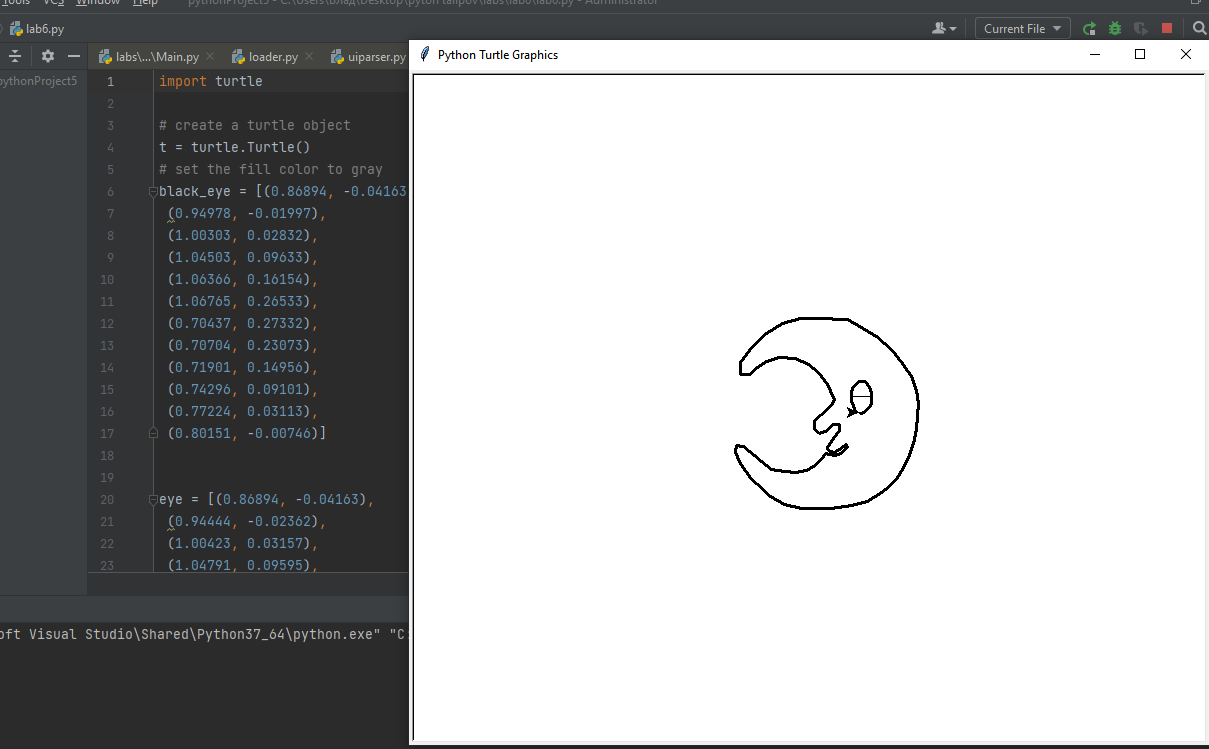 Tools VCS Window Help pythonProject5 - C:\Users\Влад\Desktop\pyton talipov\labs\lab6\lab6.py - Administrator
lab6.py
Current File
labs\...\Main.py
loader.py
uiparser.py
Python Turtle Graphics
pythonProject5
1 import turtle
2
3 # create a turtle object
4 t = turtle.Turtle()
5 # set the fill color to gray
6 black_eye = [(0.86894, -0.04163
7 (0.94978, -0.01997),
8 (1.00303, 0.02832),
9 (1.04503, 0.09633),
10 (1.06366, 0.16154),
11 (1.06765, 0.26533),
12 (0.70437, 0.27332),
13 (0.70704, 0.23073),
14 (0.71901, 0.14956),
15 (0.74296, 0.09101),
16 (0.77224, 0.03113),
17 (0.80151, -0.00746)]
18
19
20 eye = [(0.86894, -0.04163),
21 (0.94444, -0.02362),
22 (1.00423, 0.03157),
23 (1.04791, 0.09595),
oft Visual Studio\Shared\Python37_64\python.exe" "C: